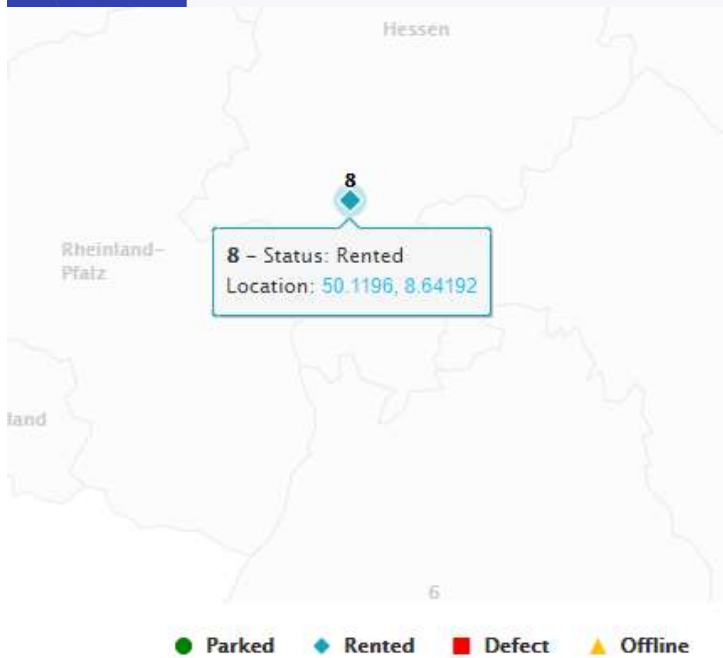 Hessen
8
Rheinland-
Pfalz
8 – Status: Rented
Location: 50.1196, 8.64192
land
6
Parked Rented Defect Offline